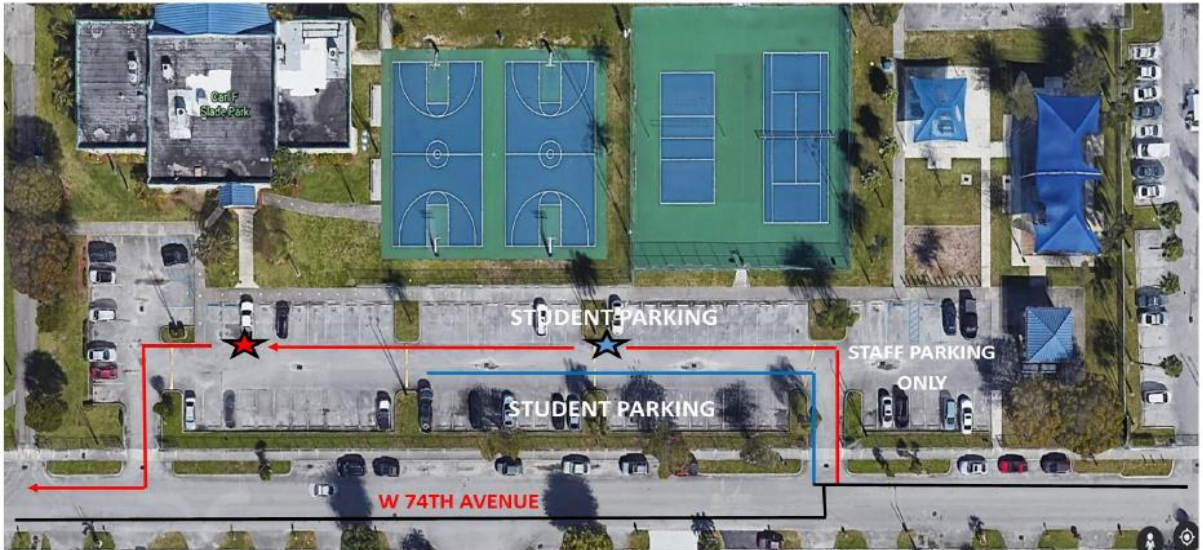 Carl F
Slade Park
STUDENT PARKING
STAFF PARKING
ONLY
STUDENT PARKING
W 74TH AVENUE